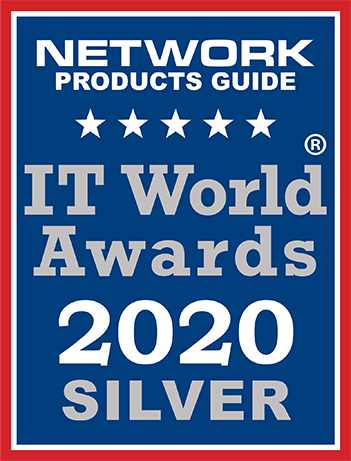 NETWORK
PRODUCTS GUIDE
®
IT World
Awards
2020
SILVER